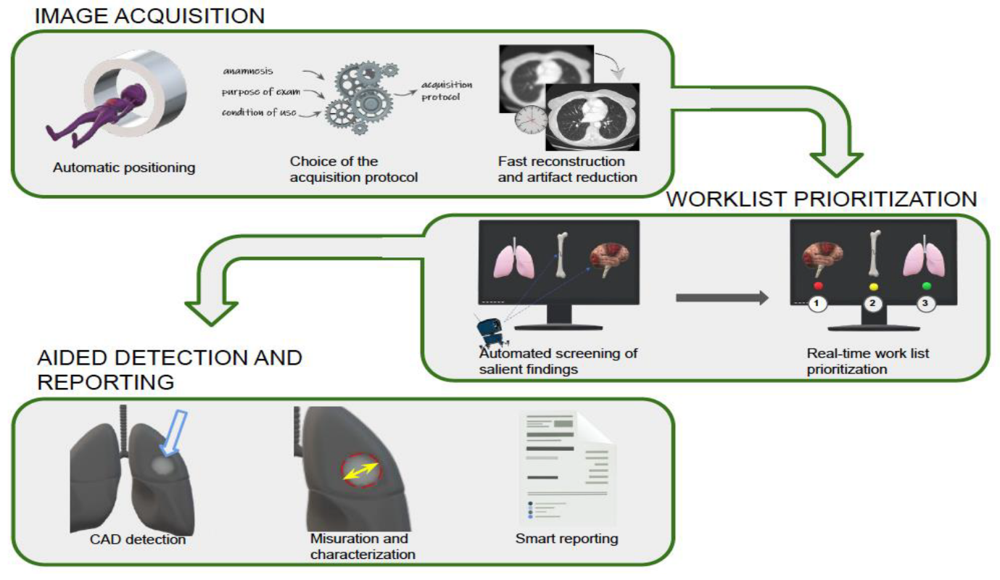 IMAGE ACQUISITION
anamnesis
purpose of exam
condition of use
acquisition
protocol
Automatic positioning
Choice of the
acquisition protocol
Fast reconstruction
and artifact reduction
WORKLIST PRIORITIZATION
1
2
3
Automated screening of
salient findings
Real-time work list
prioritization
AIDED DETECTION AND
REPORTING
CAD detection
Misuration and
characterization
Smart reporting